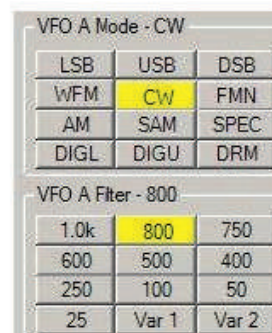 VFO A Mode - CW
LSB USB DSB
WFM CW FMN
AM SAM SPEC
DIGL DIGU DRM
VFO A Flter - 800
1.0k 800 750
600 500 400
250 100 50
25 Var 1 Var 2